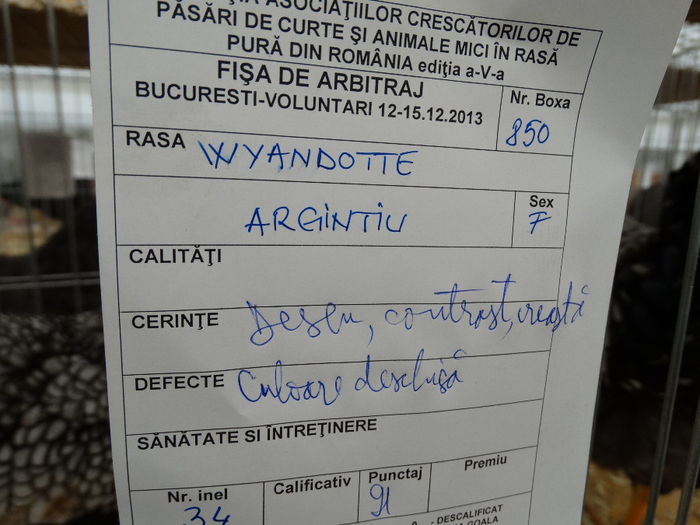 ASOCIAŢIILOR CRESCĂTORILOR DE
PĂSĂRI DE CURTE ŞI ANIMALE MICI ÎN RASĂ
PURĂ DIN ROMÂNIA ediţia a-V-a
FIŞA DE ARBITRAJ
BUCURESTI-VOLUNTARI 12-15.12.2013
Nr. Boxa
850
RASA WYANDOTTE
ARGINTIU
Sex
F
CALITĂŢI
CERINŢE Desen, contrast, creastă
DEFECTE Culoare deschisă
SĂNĂTATE SI ÎNTREŢINERE
Nr. inel
34
Calificativ
Punctaj
91
Premiu
- DESCALIFICAT
GOALA